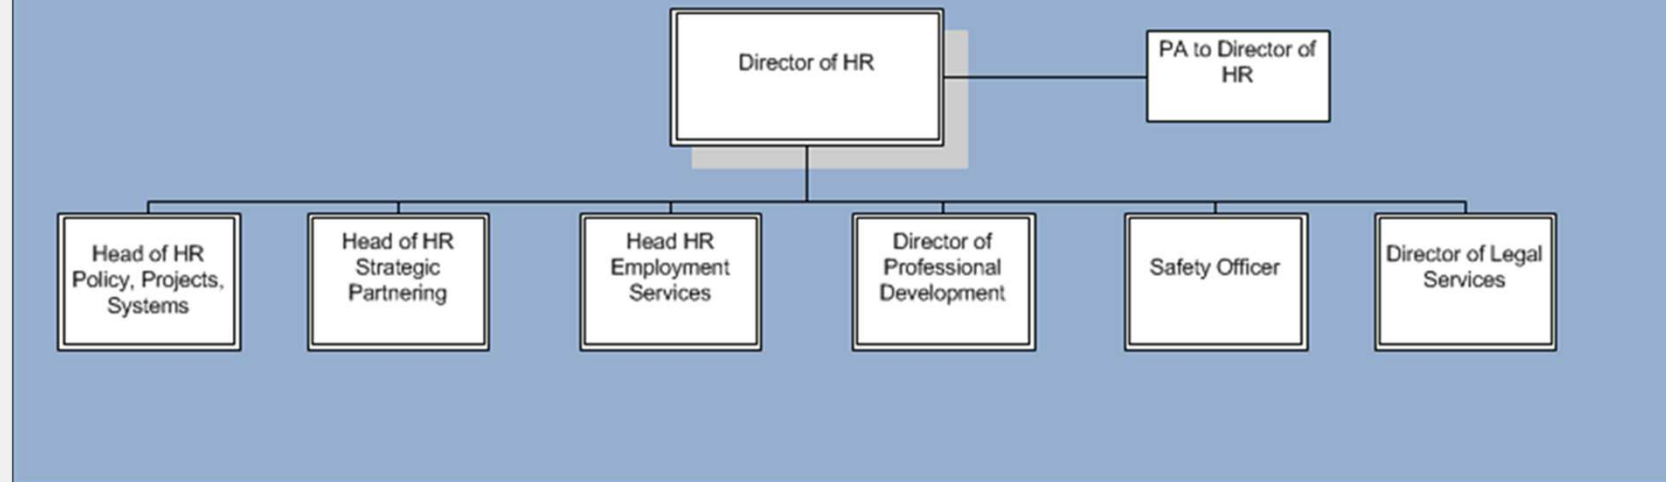 Director of HR
PA to Director of
HR
Head of HR
Policy, Projects,
Systems
Head of HR
Strategic
Partnering
Head HR
Employment
Services
Director of
Professional
Development
Safety Officer
Director of Legal
Services